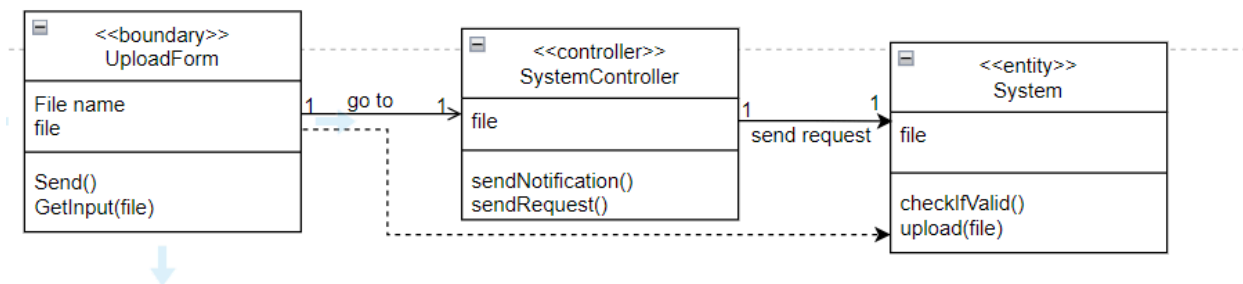 <<boundary>>
UploadForm
File name
file
Send()
GetInput(file)
1
go to
1
<<controller>>
SystemController
file
sendNotification()
sendRequest()
1
send request
1
<<entity>>
System
file
checkIfValid()
upload(file)